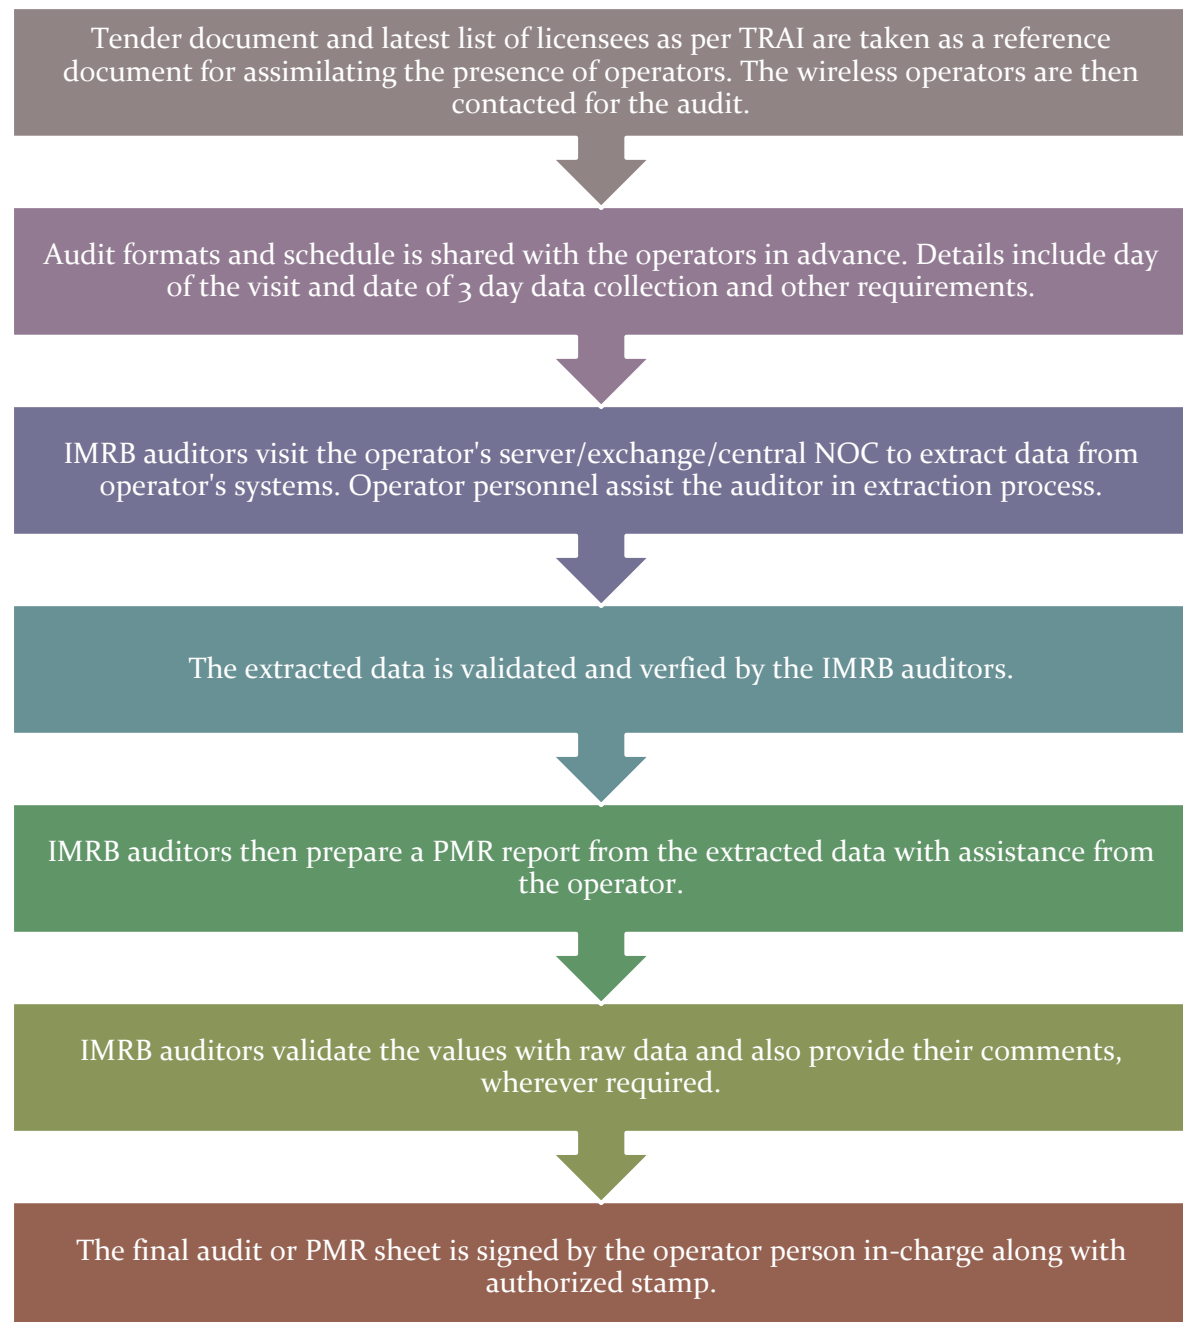 Tender document and latest list of licensees as per TRAI are taken as a reference
document for assimilating the presence of operators. The wireless operators are then
contacted for the audit.
Audit formats and schedule is shared with the operators in advance. Details include day
of the visit and date of 3 day data collection and other requirements.
IMRB auditors visit the operator's server/exchange/central NOC to extract data from
operator's systems. Operator personnel assist the auditor in extraction process.
The extracted data is validated and verfied by the IMRB auditors.
IMRB auditors then prepare a PMR report from the extracted data with assistance from
the operator.
IMRB auditors validate the values with raw data and also provide their comments,
wherever required.
The final audit or PMR sheet is signed by the operator person in-charge along with
authorized stamp.